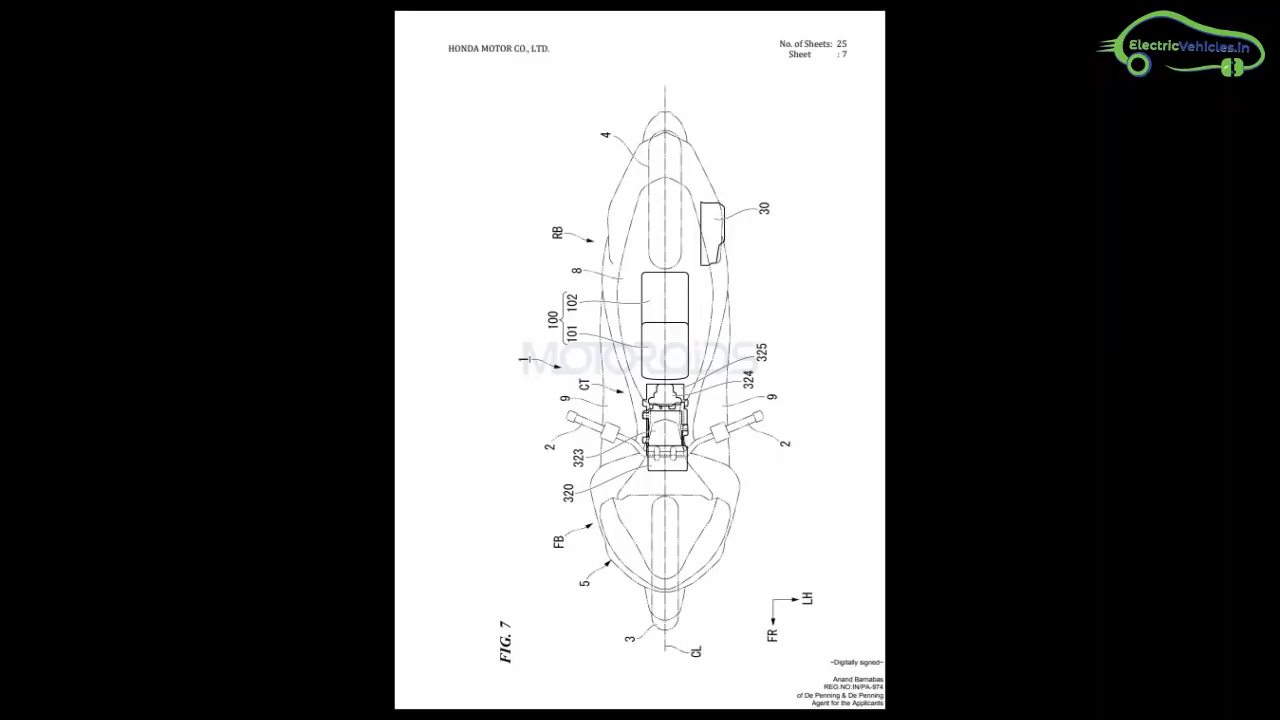 HONDA MOTOR CO., LTD.
No. of Sheets: 25
Sheet : 7
ElectricVehicles.in
4
30
RB
8
102
100
101
1
MOTOROIDS
325
324
CT
9
9
2
2
323
320
FB
5
LH
FR
3
CL
FIG. 7
~Digitally signed~
Anand Barnabas
REG.NO:IN/PA-974
of De Penning & De Penning
Agent for the Applicants